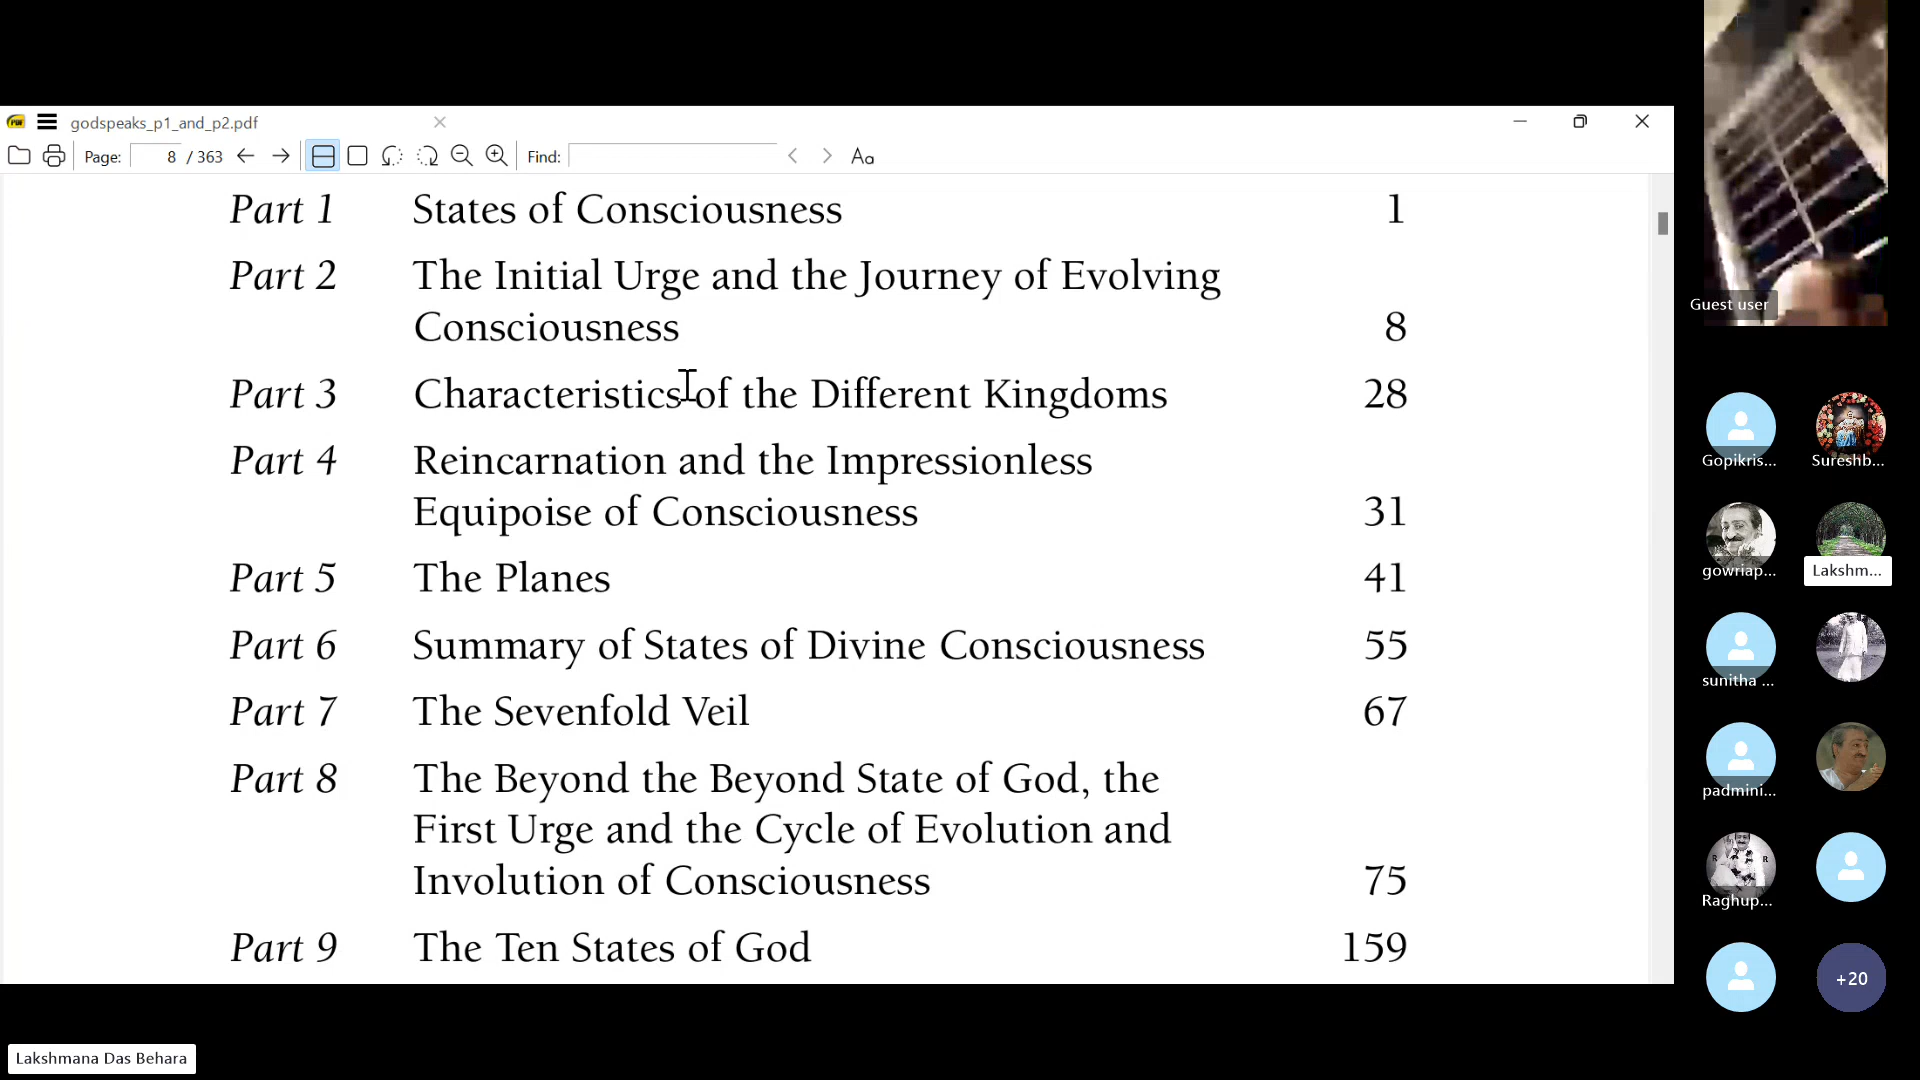 godspeaks_p1_and_p2.pdf
Page: 8 / 363 Find: Aa
Part 1 States of Consciousness 1
Part 2 The Initial Urge and the Journey of Evolving
Consciousness 8
Part 3 Characteristics of the Different Kingdoms 28
Part 4 Reincarnation and the Impressionless
Equipoise of Consciousness 31
Part 5 The Planes 41
Part 6 Summary of States of Divine Consciousness 55
Part 7 The Sevenfold Veil 67
Part 8 The Beyond the Beyond State of God, the
First Urge and the Cycle of Evolution and
Involution of Consciousness 75
Part 9 The Ten States of God 159
Guest user
Gopikris... Sureshb...
gowriap... Lakshm...
sunitha ...
padmini...
R R
Raghup...
+20
Lakshmana Das Behara